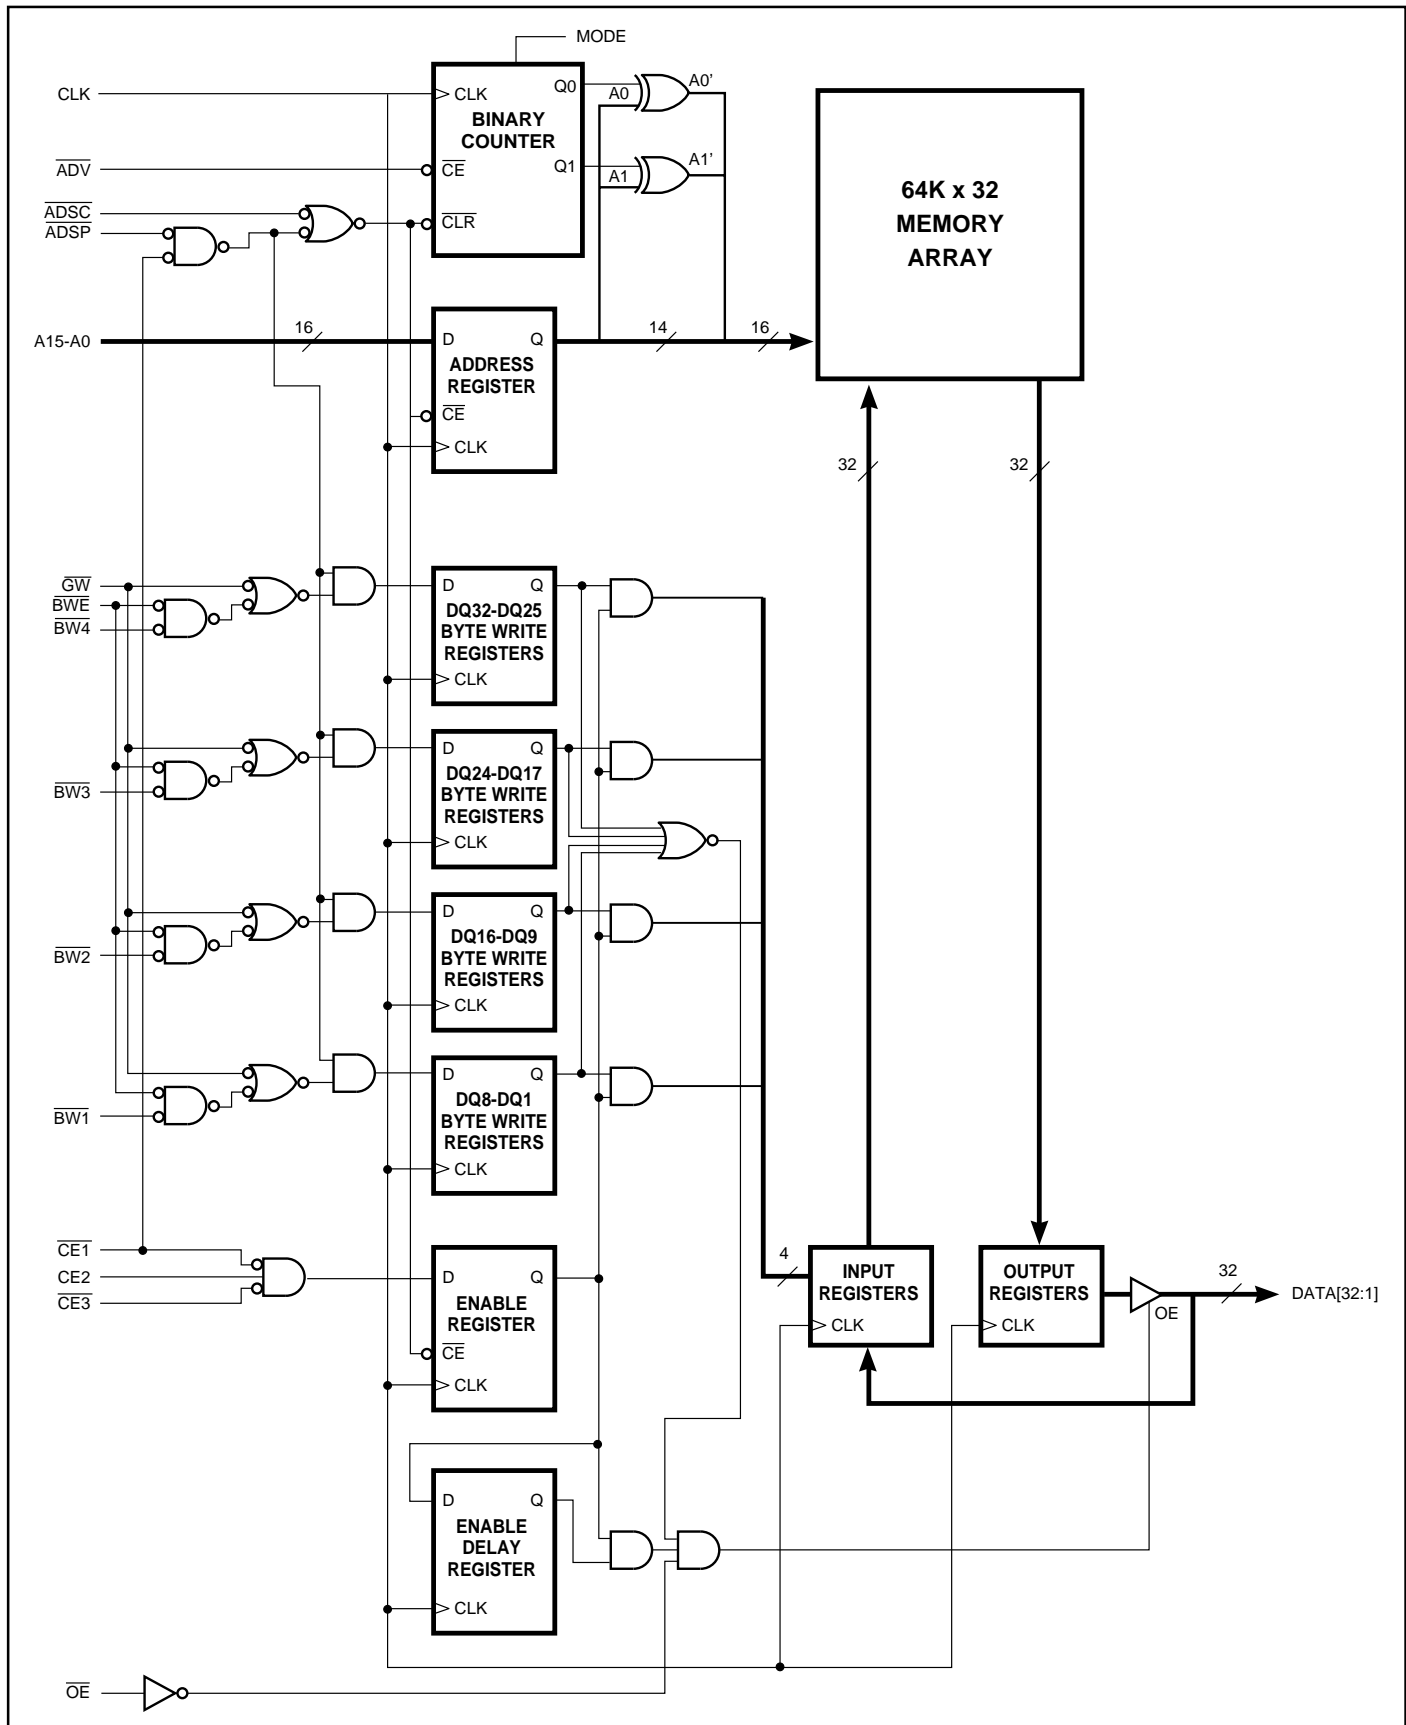 MODE
CLK
CLK
Q0
A0
A0'
BINARY
COUNTER
ADV
CE
Q1
A1
A1'
64K x 32
MEMORY
ARRAY
ADSC
ADSP
CLR
A15-A0
16
D
Q
14
16
ADDRESS
REGISTER
CE
CLK
32
32
GW
BWE
BW4
D
Q
DQ32-DQ25
BYTE WRITE
REGISTERS
CLK
BW3
D
Q
DQ24-DQ17
BYTE WRITE
REGISTERS
CLK
BW2
D
Q
DQ16-DQ9
BYTE WRITE
REGISTERS
CLK
BW1
D
Q
DQ8-DQ1
BYTE WRITE
REGISTERS
CLK
CE1
CE2
CE3
D
Q
ENABLE
REGISTER
CE
CLK
4
INPUT
REGISTERS
CLK
OUTPUT
REGISTERS
CLK
OE
32
DATA[32:1]
D
Q
ENABLE
DELAY
REGISTER
CLK
OE